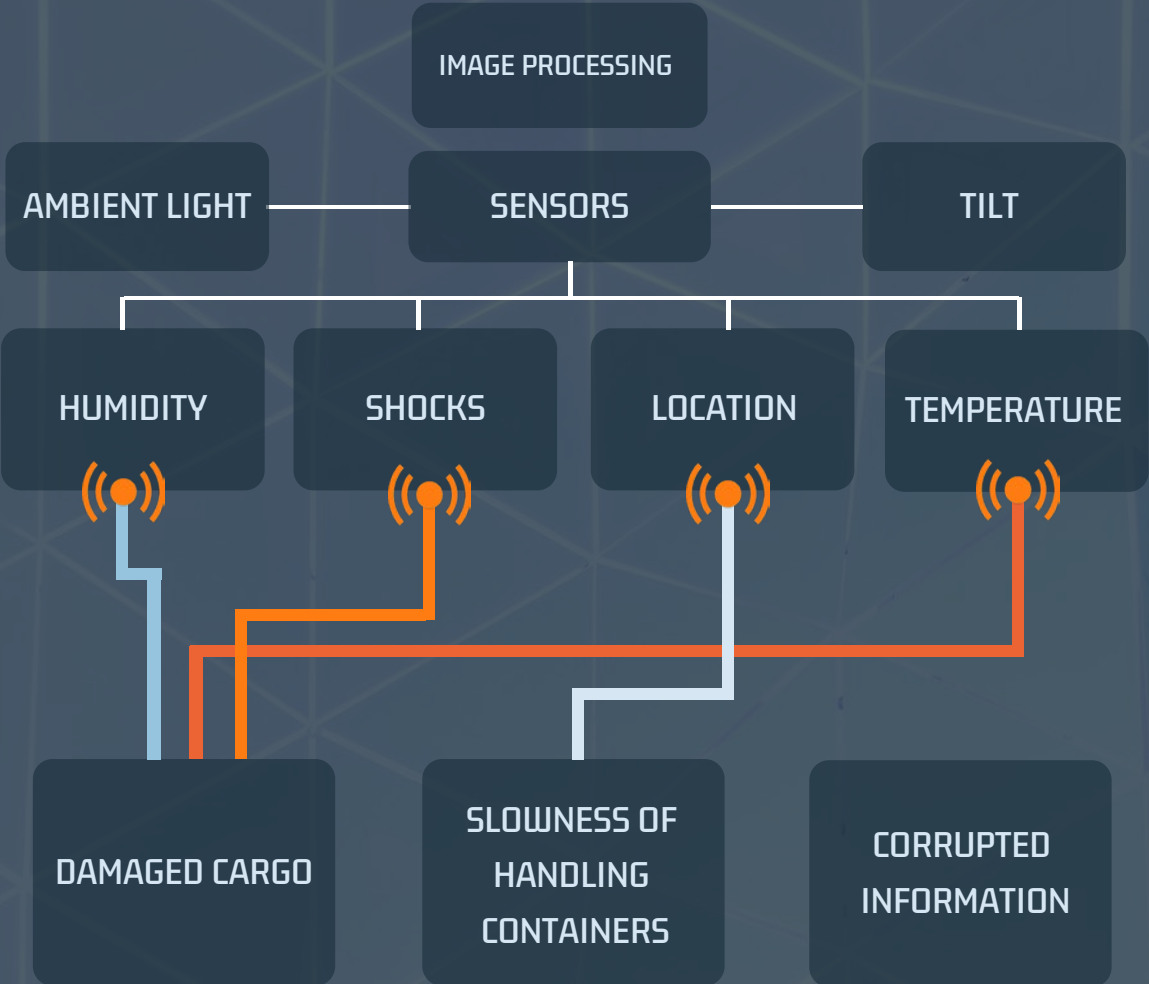 IMAGE PROCESSING
AMBIENT LIGHT
SENSORS
TILT
HUMIDITY
SHOCKS
LOCATION
TEMPERATURE
DAMAGED CARGO
SLOWNESS OF
HANDLING
CONTAINERS
CORRUPTED
INFORMATION